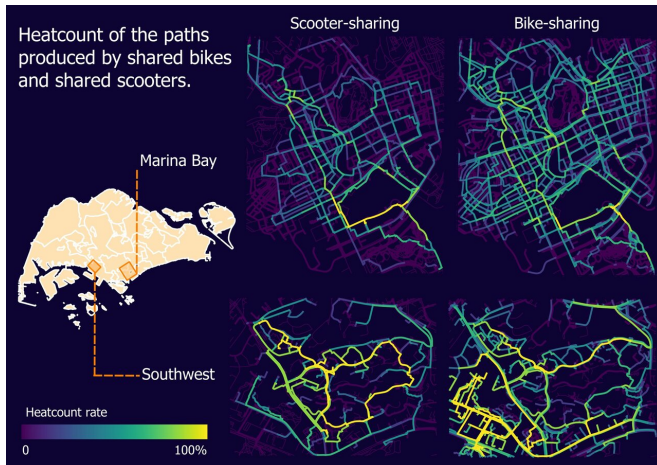 Heatcount of the paths
produced by shared bikes
and shared scooters.
Scooter-sharing
Bike-sharing
Marina Bay
Southwest
Heatcount rate
0
100%